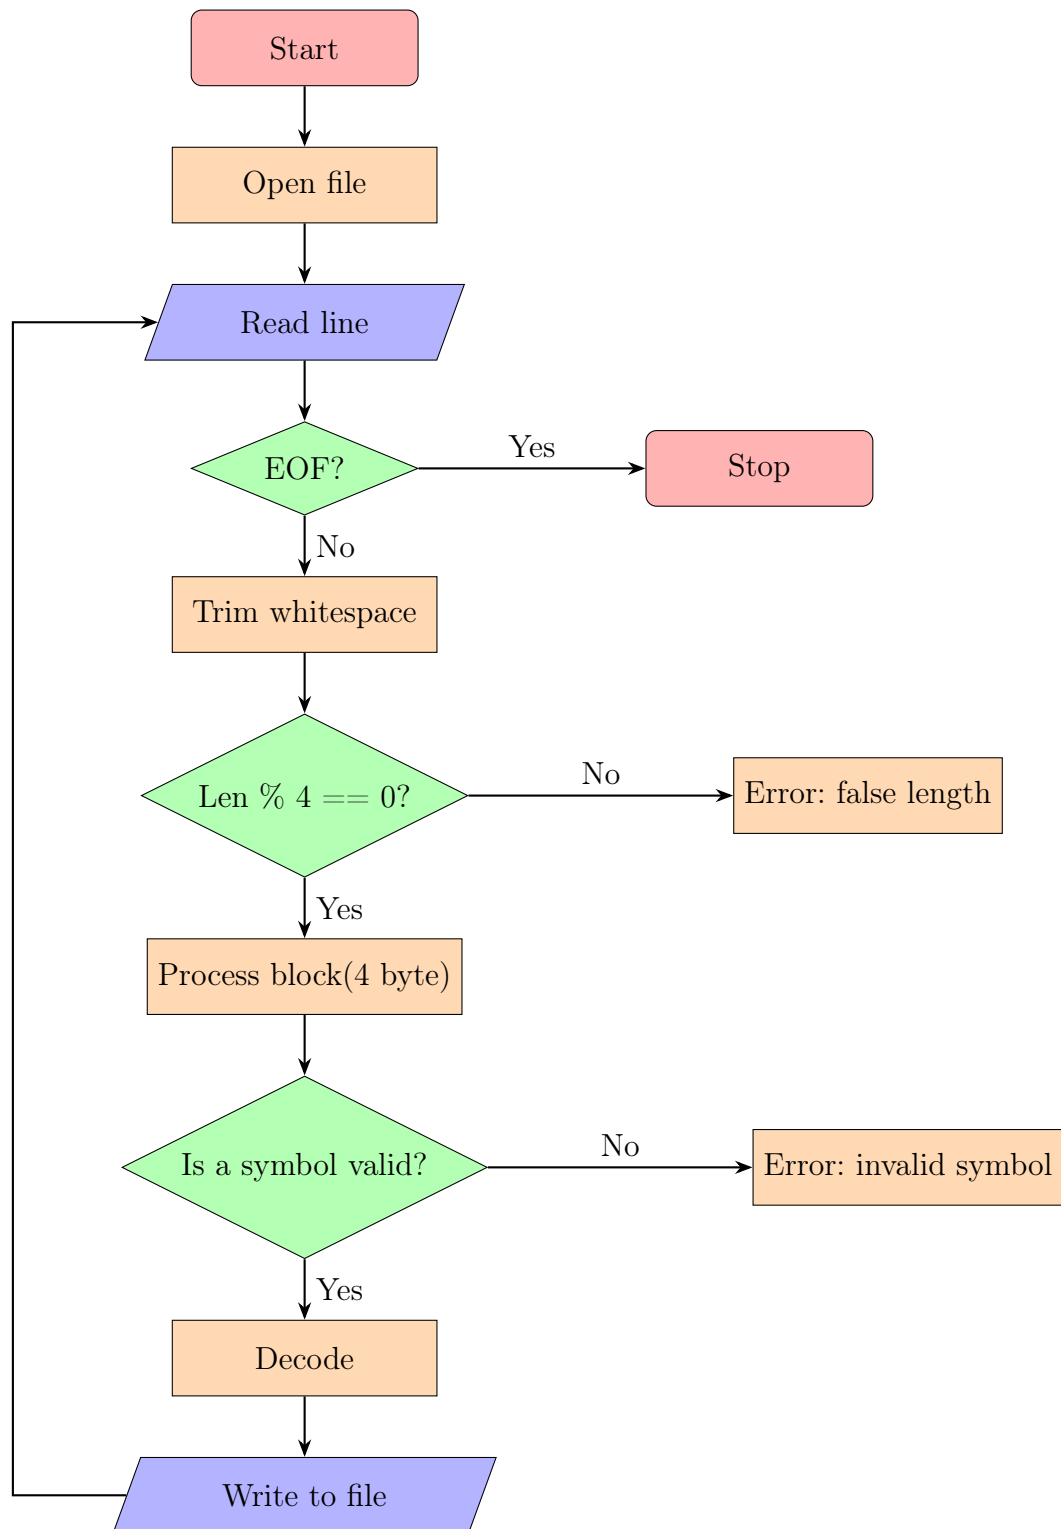 Start
Open file
Read line
EOF?
Yes
Stop
No
Trim whitespace
Len % 4 == 0?
No
Error: false length
Yes
Process block(4 byte)
Is a symbol valid?
No
Error: invalid symbol
Yes
Decode
Write to file